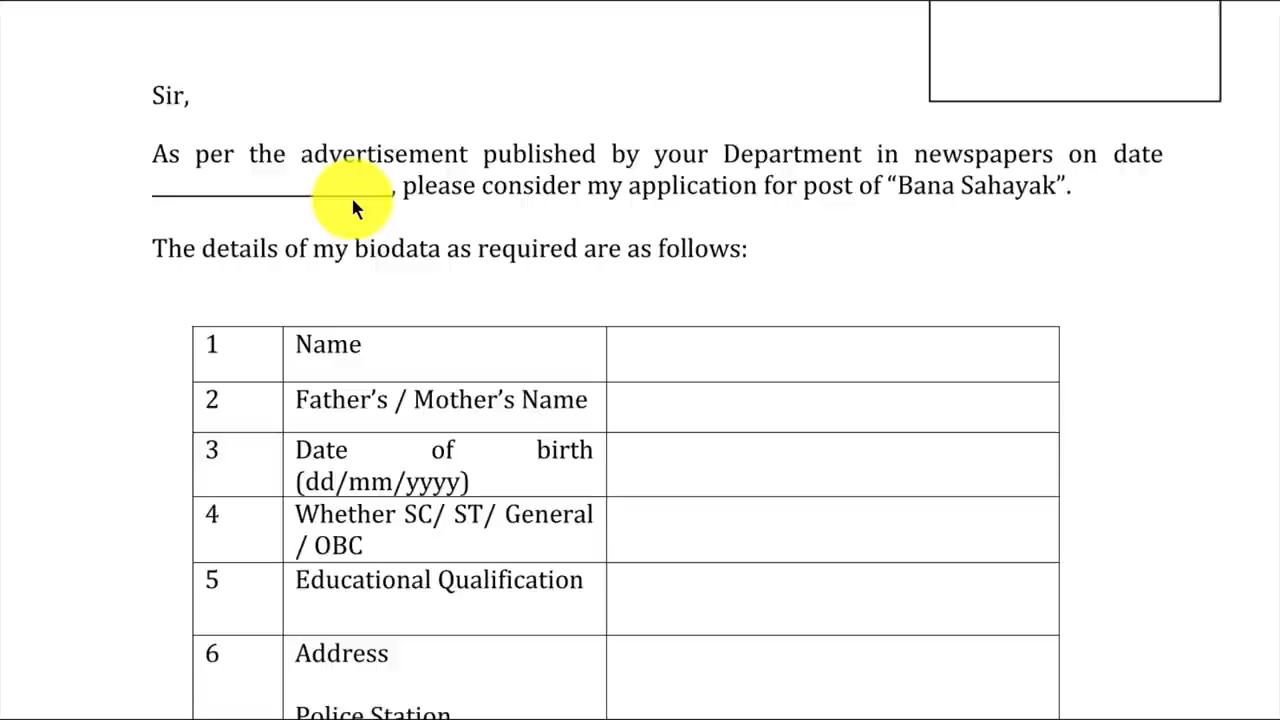 Sir,
As per the advertisement published by your Department in newspapers on date
____________________, please consider my application for post of “Bana Sahayak”.
The details of my biodata as required are as follows:
1 Name
2 Father’s / Mother’s Name
3 Date of birth
(dd/mm/yyyy)
4 Whether SC/ ST/ General
/ OBC
5 Educational Qualification
6 Address
Police Station